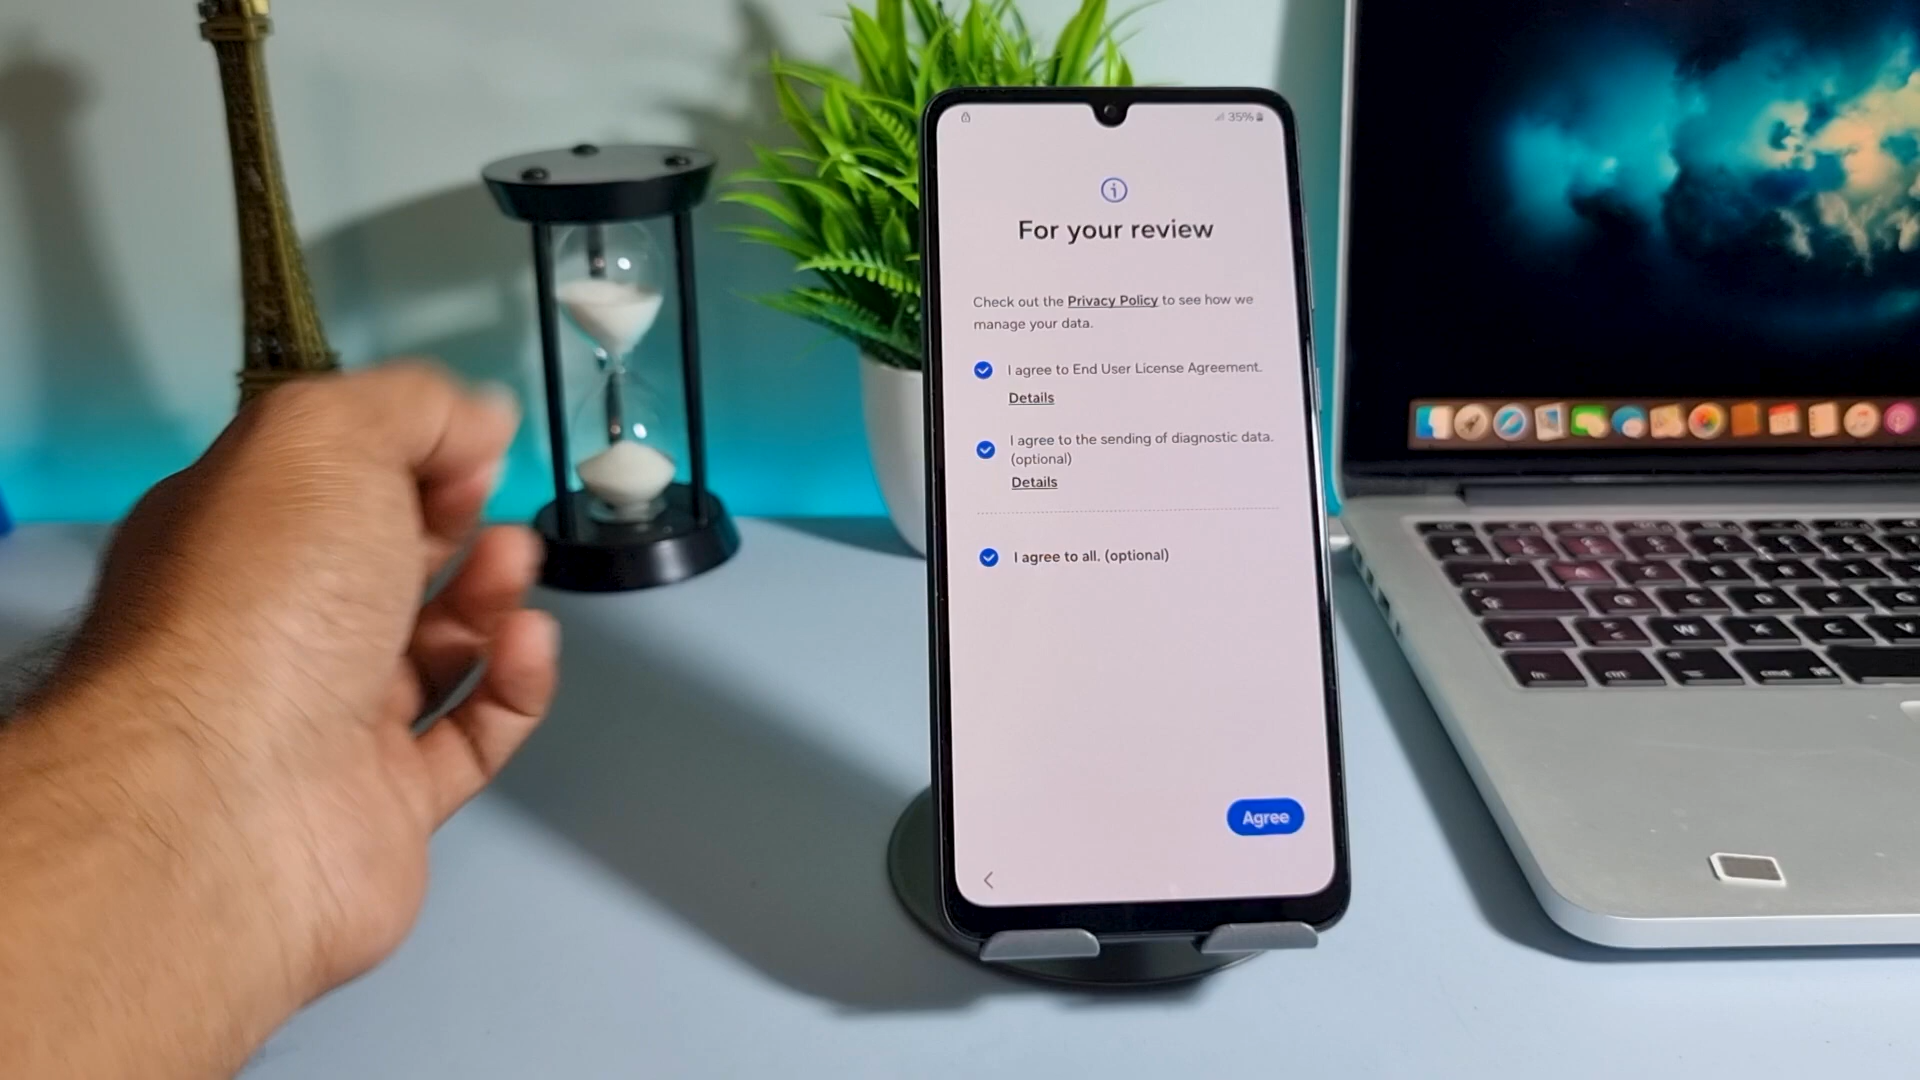 35%
For your review
Check out the Privacy Policy to see how we
manage your data.
I agree to End User License Agreement.
Details
I agree to the sending of diagnostic data.
(optional)
Details
I agree to all. (optional)
Agree